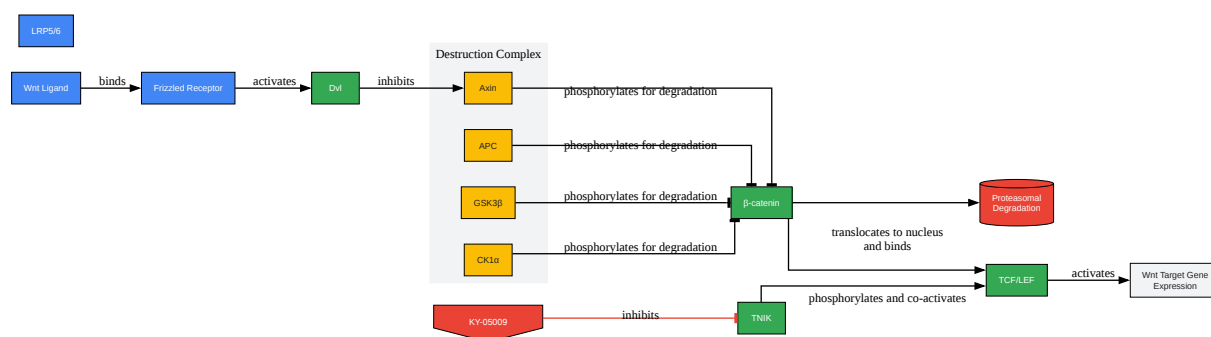 LRP5/6
Destruction Complex
Wnt Ligand
binds
Frizzled Receptor
activates
Dvl
inhibits
Axin
phosphorylates for degradation
APC
phosphorylates for degradation
GSK3β
phosphorylates for degradation
β-catenin
Proteasomal
Degradation
CK1α
phosphorylates for degradation
translocates to nucleus
and binds
TCF/LEF
activates
Wnt Target Gene
Expression
phosphorylates and co-activates
KY-05009
inhibits
TNIK